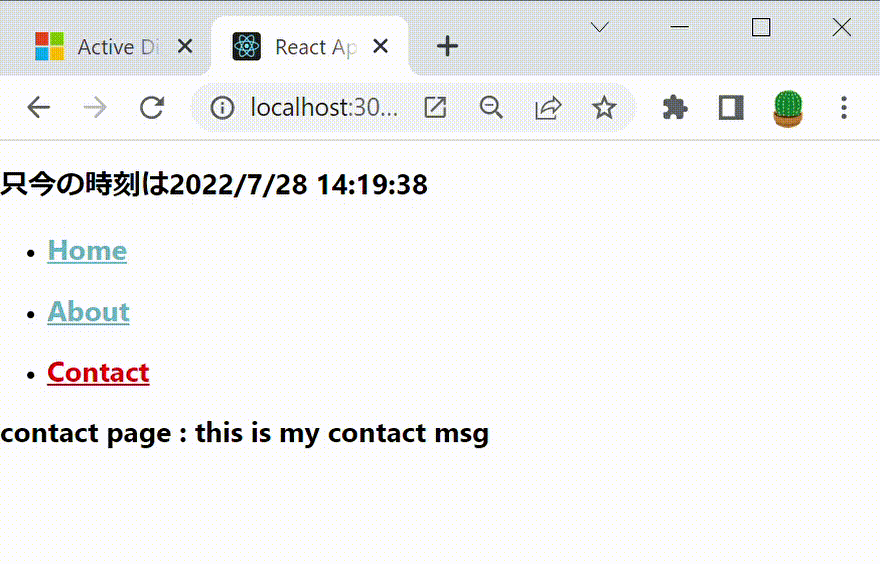 Active Di
React Ap
localhost:30...
只今の時刻は2022/7/28 14:19:38
Home
About
Contact
contact page : this is my contact msg